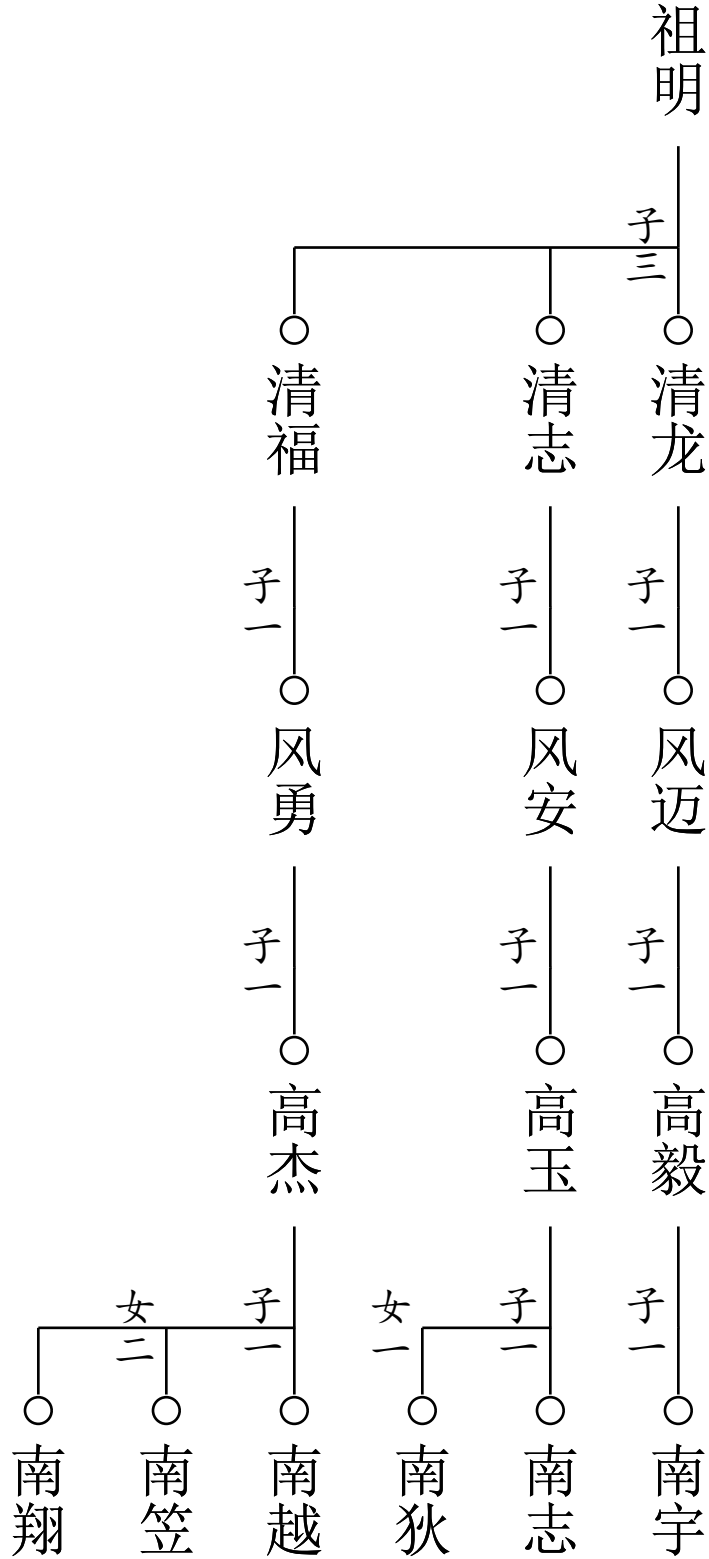 祖明
子三
清龙
清志
清福
子一
子一
子一
风迈
风安
风勇
子一
子一
子一
高毅
高玉
高杰
子一
子一
女一
子一
女二
南宇
南志
南狄
南越
南笠
南翔